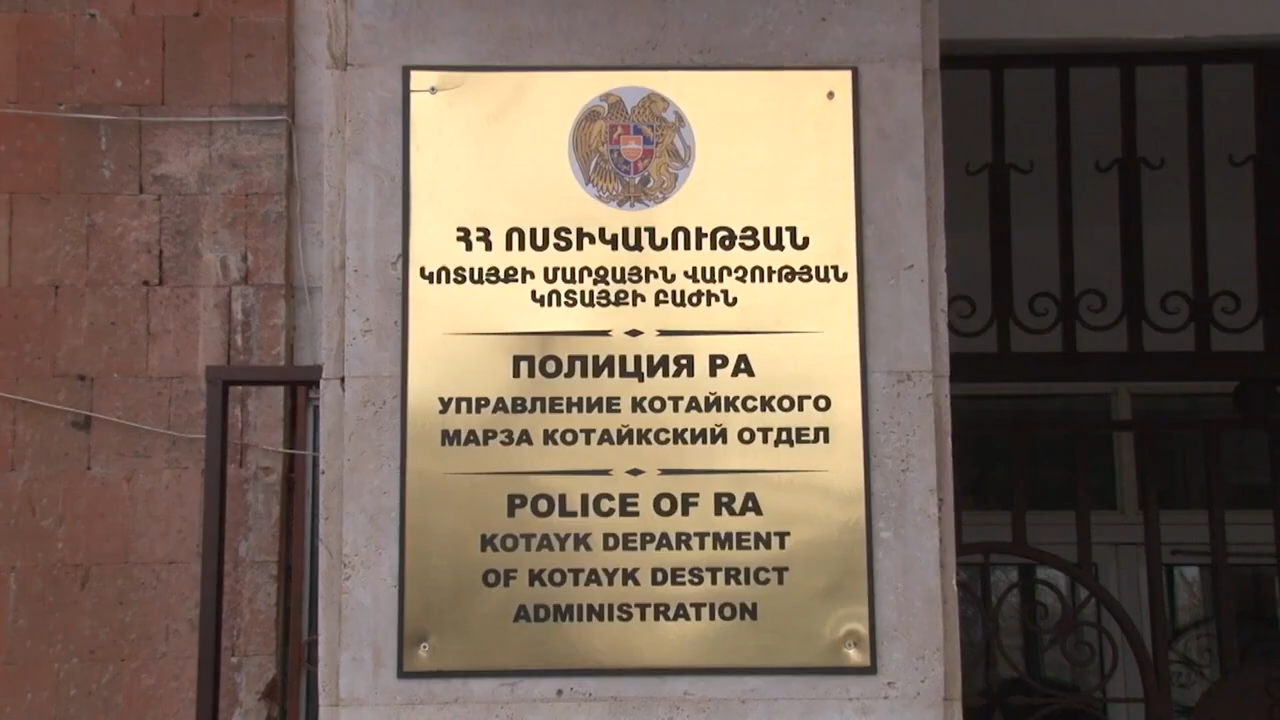 ՀՀ ՈՍՏԻԿԱՆՈՒԹՅԱՆ
ԿՈՏԱՅՔԻ ՄԱՐԶԱՅԻՆ ՎԱՐՉՈՒԹՅԱՆ
ԿՈՏԱՅՔԻ ԲԱԺԻՆ
ПОЛИЦИЯ РА
УПРАВЛЕНИЕ КОТАЙКСКОГО
МАРЗА КОТАЙКСКИЙ ОТДЕЛ
POLICE OF RA
KOTAYK DEPARTMENT
OF KOTAYK DESTRICT
ADMINISTRATION